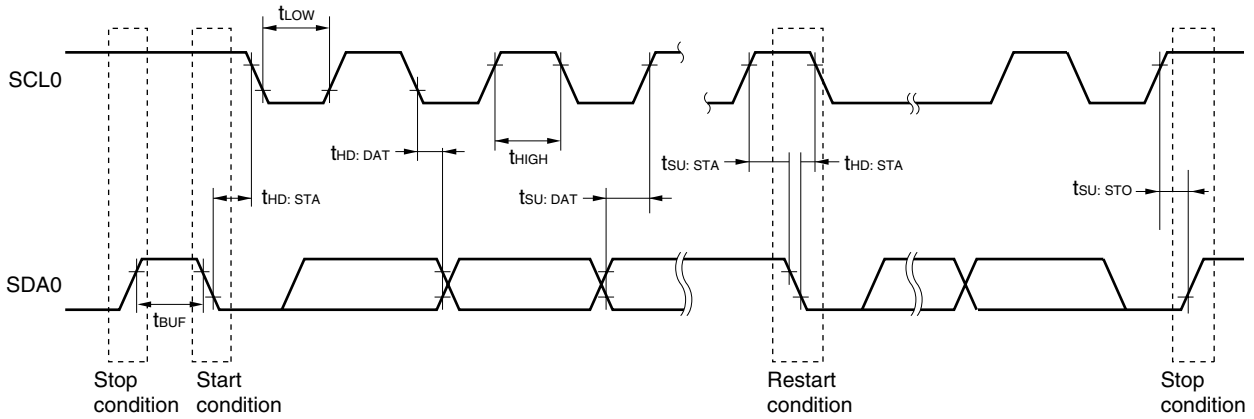 tLOW
SCL0
tHD: DAT
tHIGH
tSU: STA
tHD: STA
tHD: STA
tSU: DAT
tSU: STO
SDA0
tBUF
Stop
condition
Start
condition
Restart
condition
Stop
condition